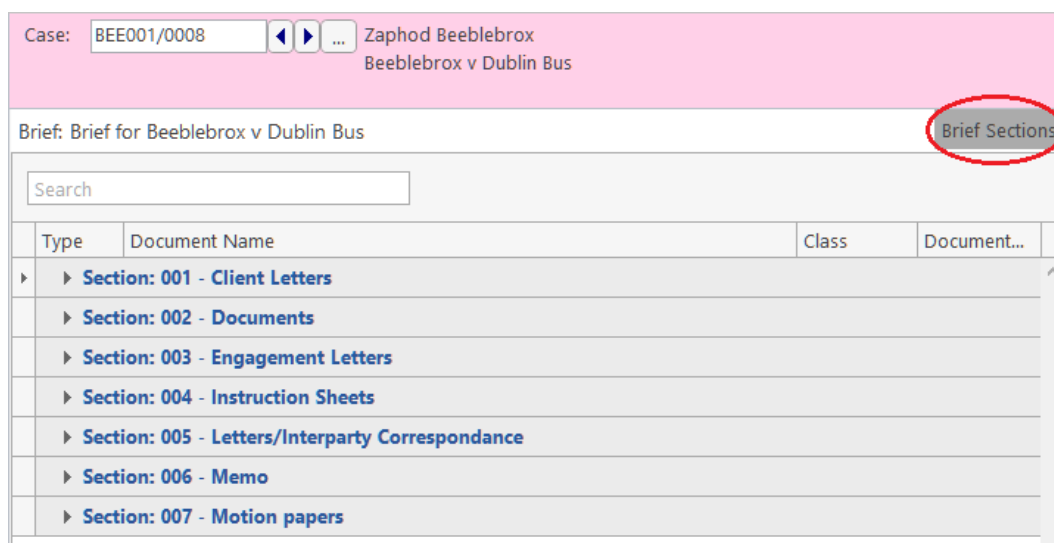 Case: BEE001/0008 ... Zaphod Beeblebrox
Beeblebrox v Dublin Bus
Brief: Brief for Beeblebrox v Dublin Bus Brief Sections
Search
Type Document Name Class Document...
Section: 001 - Client Letters
Section: 002 - Documents
Section: 003 - Engagement Letters
Section: 004 - Instruction Sheets
Section: 005 - Letters/Interparty Correspondance
Section: 006 - Memo
Section: 007 - Motion papers